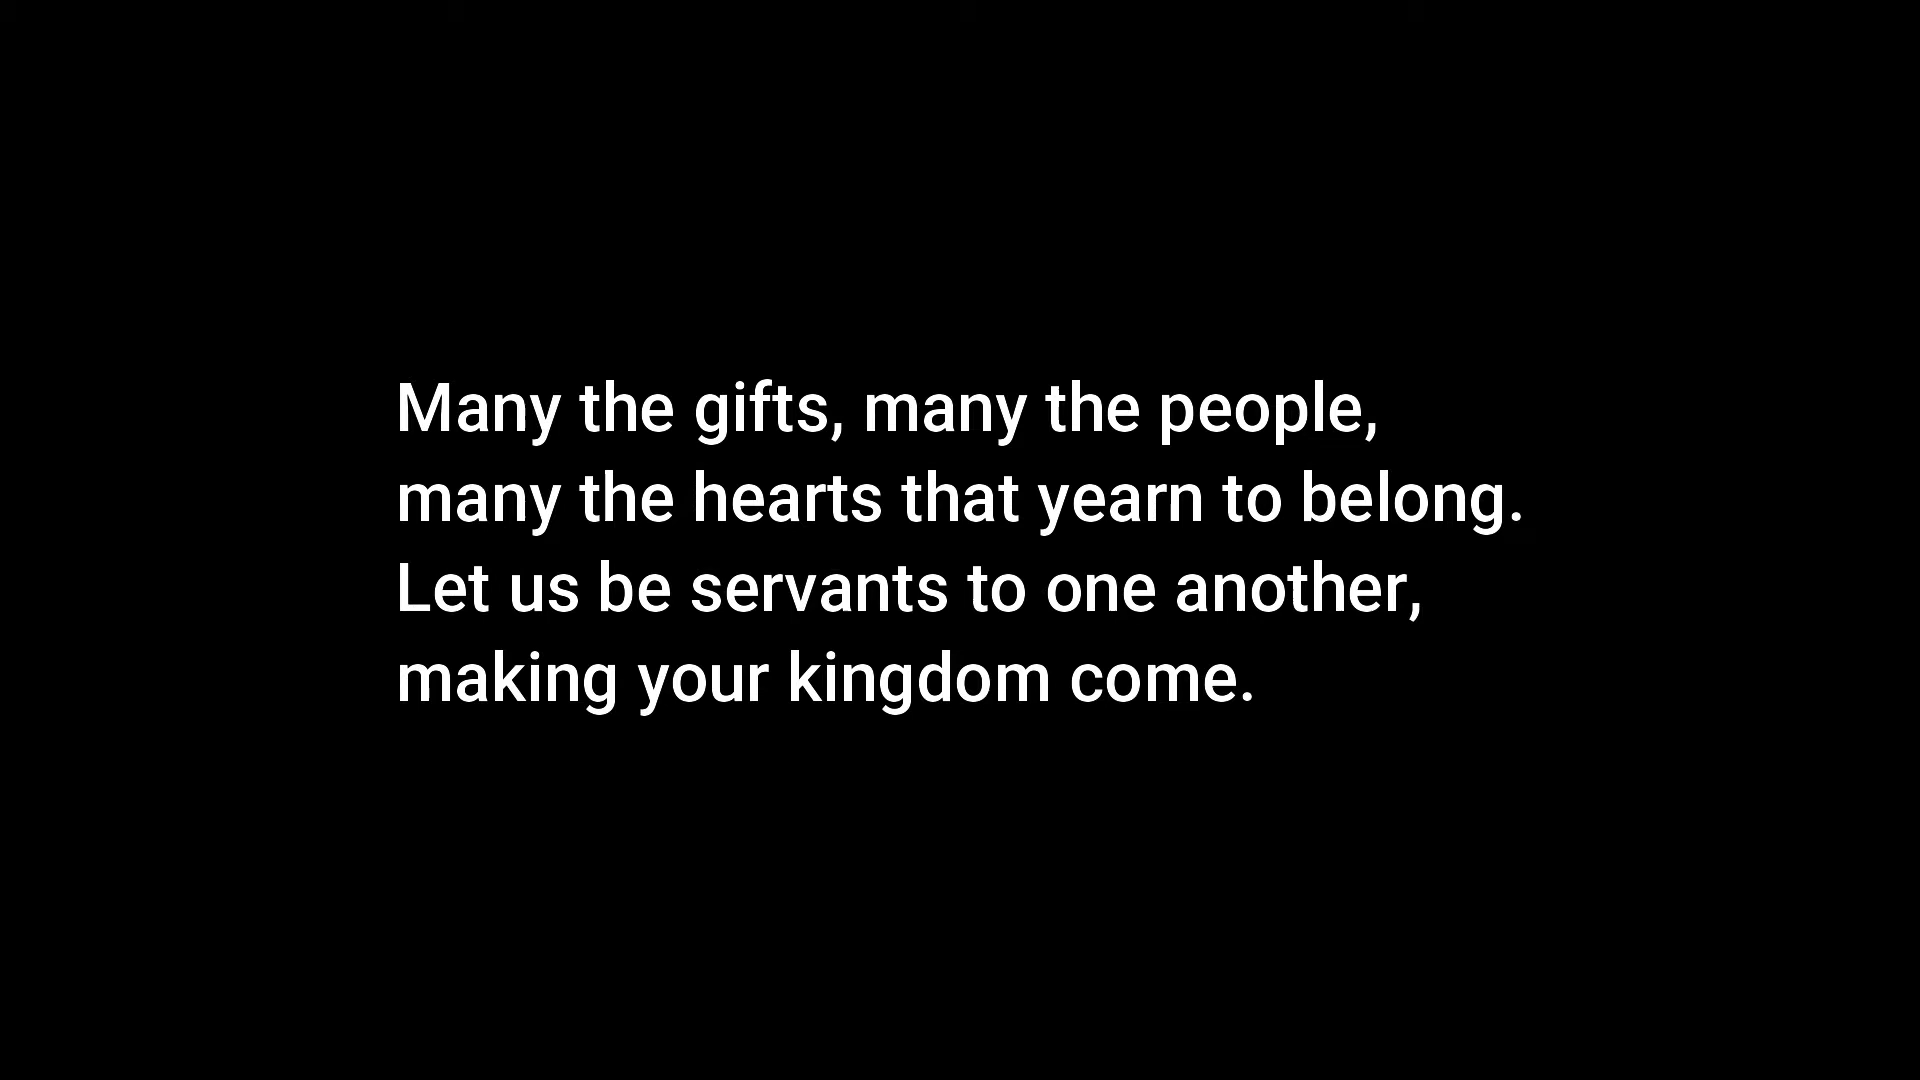 Many the gifts, many the people,
many the hearts that yearn to belong.
Let us be servants to one another,
making your kingdom come.